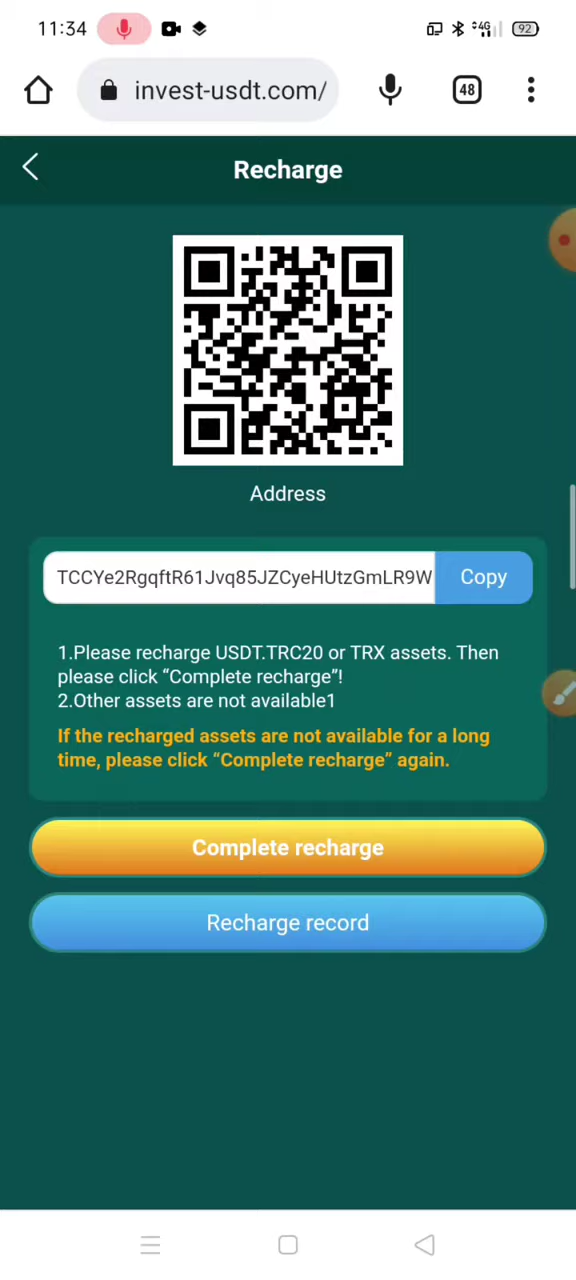 11:34
4G
92
invest-usdt.com/
48
Recharge
Address
TCCYe2RgqftR61Jvq85JZCyeHUtzGmLR9W
Copy
1.Please recharge USDT.TRC20 or TRX assets. Then
please click “Complete recharge”!
2.Other assets are not available1
If the recharged assets are not available for a long
time, please click “Complete recharge” again.
Complete recharge
Recharge record